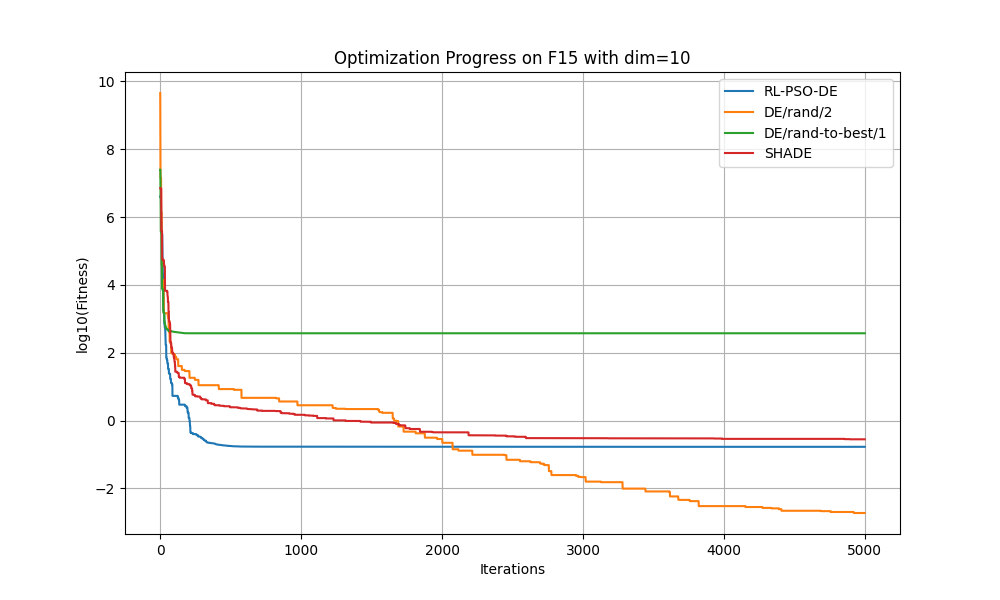 Optimization Progress on F15 with dim=10
log10(Fitness)
10
8
6
4
2
0
−2
RL-PSO-DE
DE/rand/2
DE/rand-to-best/1
SHADE
0 1000 2000 3000 4000 5000
Iterations